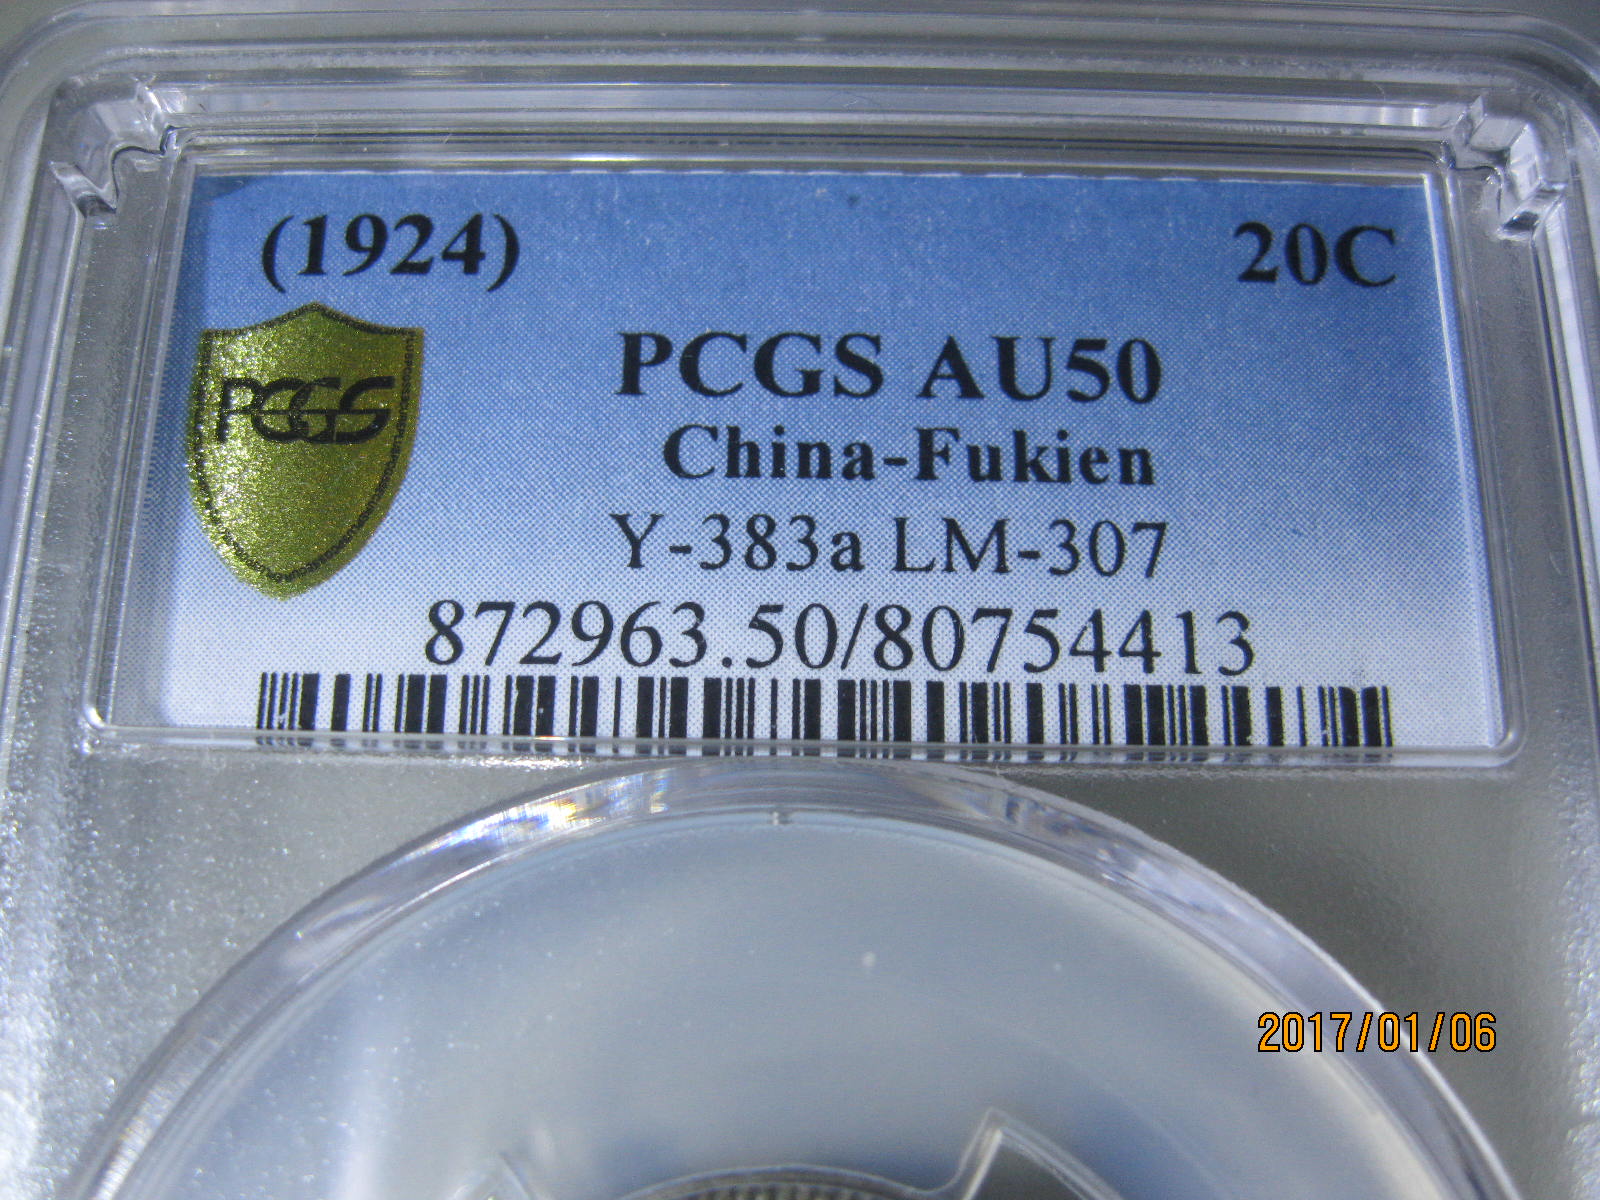 (1924) 20C
PCGS
PCGS AU50
China-Fukien
Y-383a LM-307
872963.50/80754413
2017/01/06